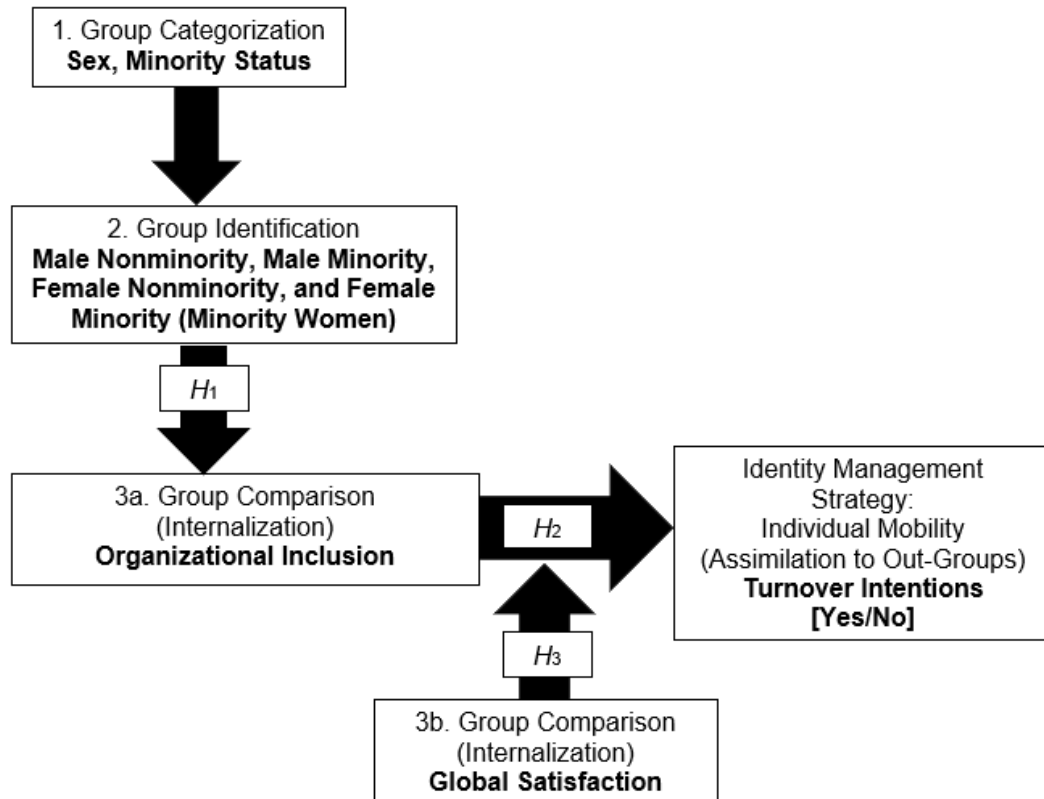 1. Group Categorization
Sex, Minority Status
2. Group Identification
Male Nonminority, Male Minority,
Female Nonminority, and Female
Minority (Minority Women)
H1
3a. Group Comparison
(Internalization)
Organizational Inclusion
H2
Identity Management
Strategy:
Individual Mobility
(Assimilation to Out-Groups)
Turnover Intentions
[Yes/No]
H3
3b. Group Comparison
(Internalization)
Global Satisfaction